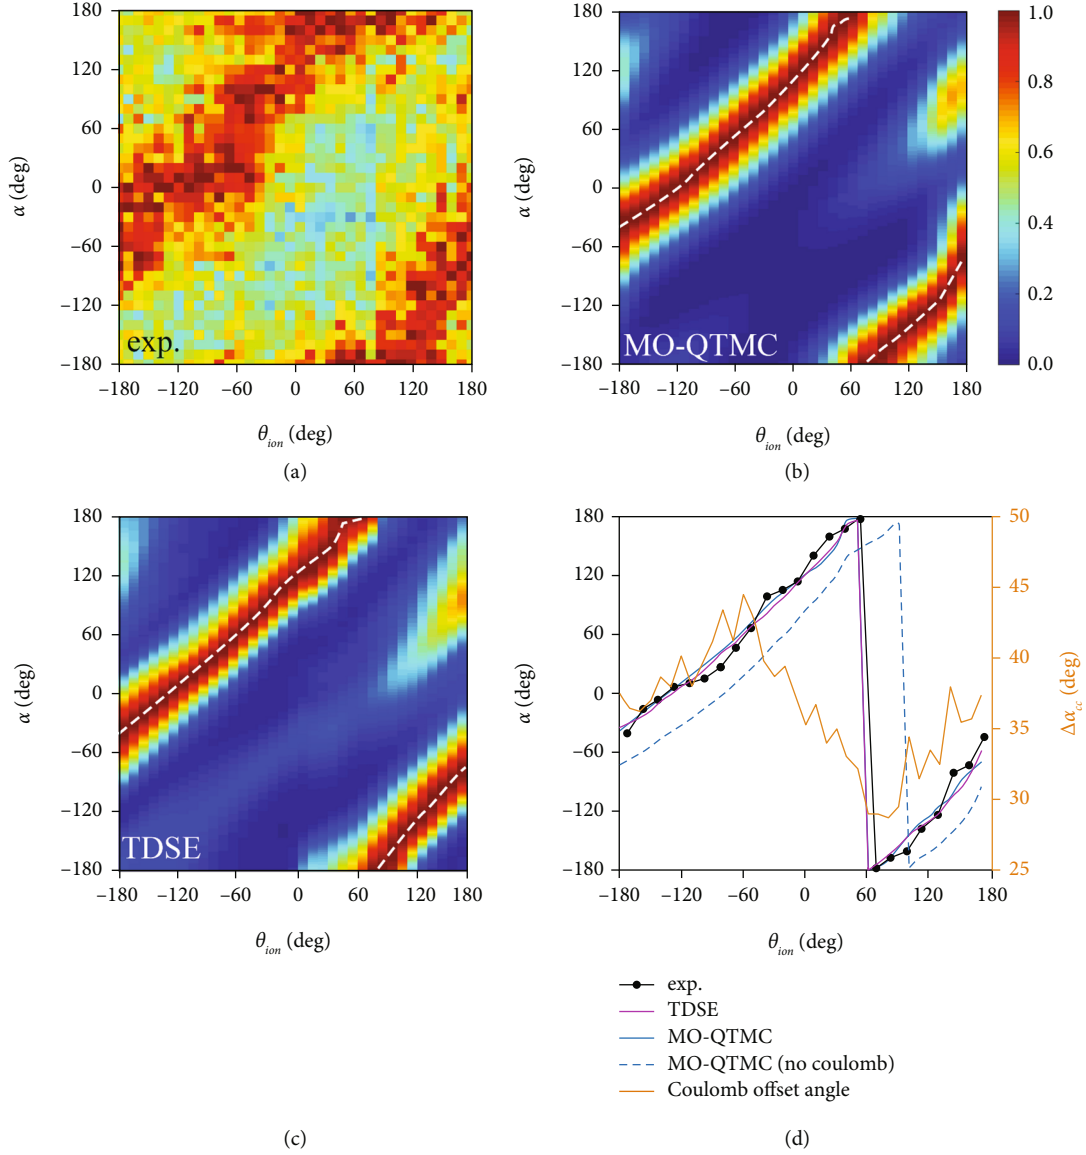 180
120
60
0
−60
−120
−180
α (deg)
exp.
−180 −120 −60 0 60 120 180
θion (deg)
(a)
180
120
60
0
−60
−120
−180
α (deg)
MO-QTMC
−180 −120 −60 0 60 120 180
θion (deg)
(b)
1.0
0.8
0.6
0.4
0.2
0.0
180
120
60
0
−60
−120
−180
α (deg)
TDSE
−180 −120 −60 0 60 120 180
θion (deg)
(c)
180
120
60
0
−60
−120
−180
α (deg)
50
45
40
35
30
25
Δαcc (deg)
−180 −120 −60 0 60 120 180
θion (deg)
exp.
TDSE
MO-QTMC
MO-QTMC (no coulomb)
Coulomb offset angle
(d)